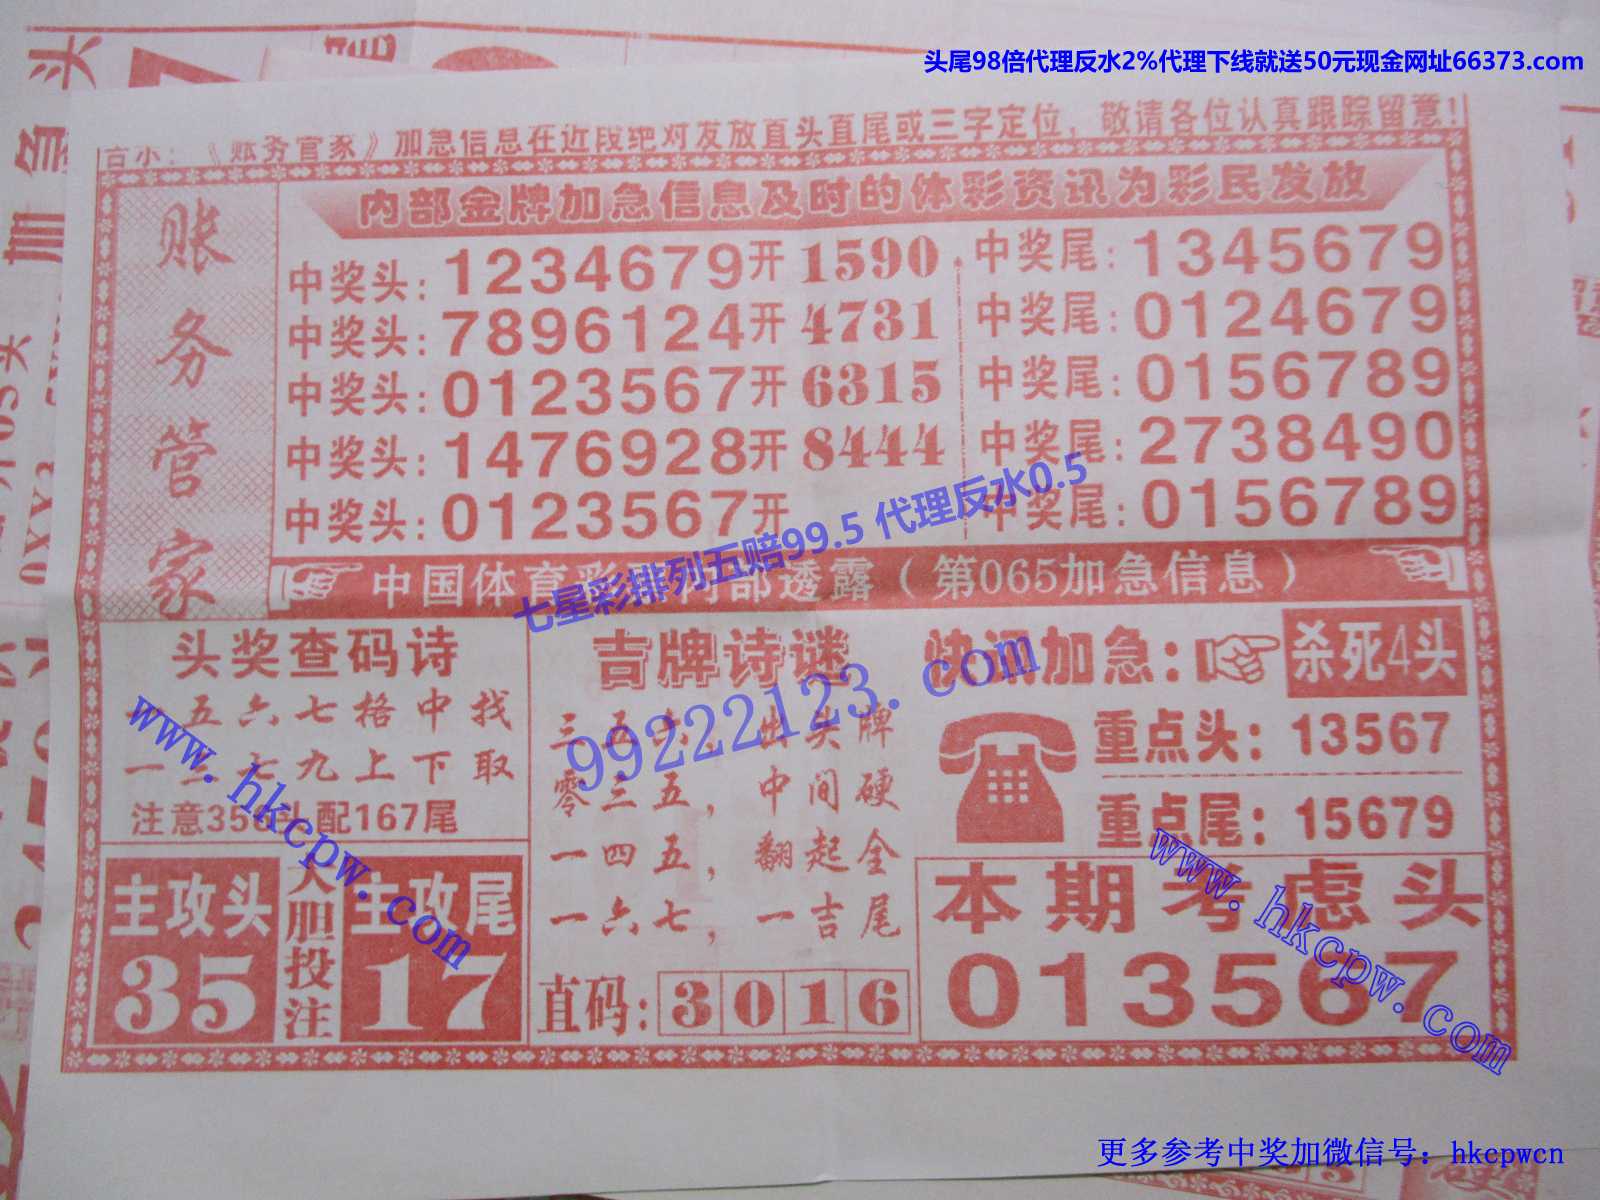 头尾98倍代理反水2%代理下线就送50元现金网址66373.com
《账务官家》加急信息在近段绝对发放直头直尾或三字定位，敬请各位认真跟踪留意！
账务管家
内部金牌加急信息及时的体彩资讯为彩民发放
中奖头：1234679开1590 中奖尾：1345679
中奖头：7896124开4731 中奖尾：0124679
中奖头：0123567开6315 中奖尾：0156789
中奖头：1476928开8444 中奖尾：2738490
中奖头：0123567开 中奖尾：0156789
七星彩排列五赔99.5 代理反水0.5
99222123.com
中国体育彩 内部透露（第065加急信息）
头奖查码诗
一五六七格中找
一三七九上下取
注意356头配167尾
主攻头
35
大胆投注
主攻尾
17
吉牌诗谜
三五六，出头牌
零三五，中间硬
一四五，翻起全
一六七，一吉尾
直码：3016
快讯加急：杀死4头
重点头：13567
重点尾：15679
本期考虑头
013567
www.hkcpw.com
www.hkcpw.com
更多参考中奖加微信号：hkcpwcn